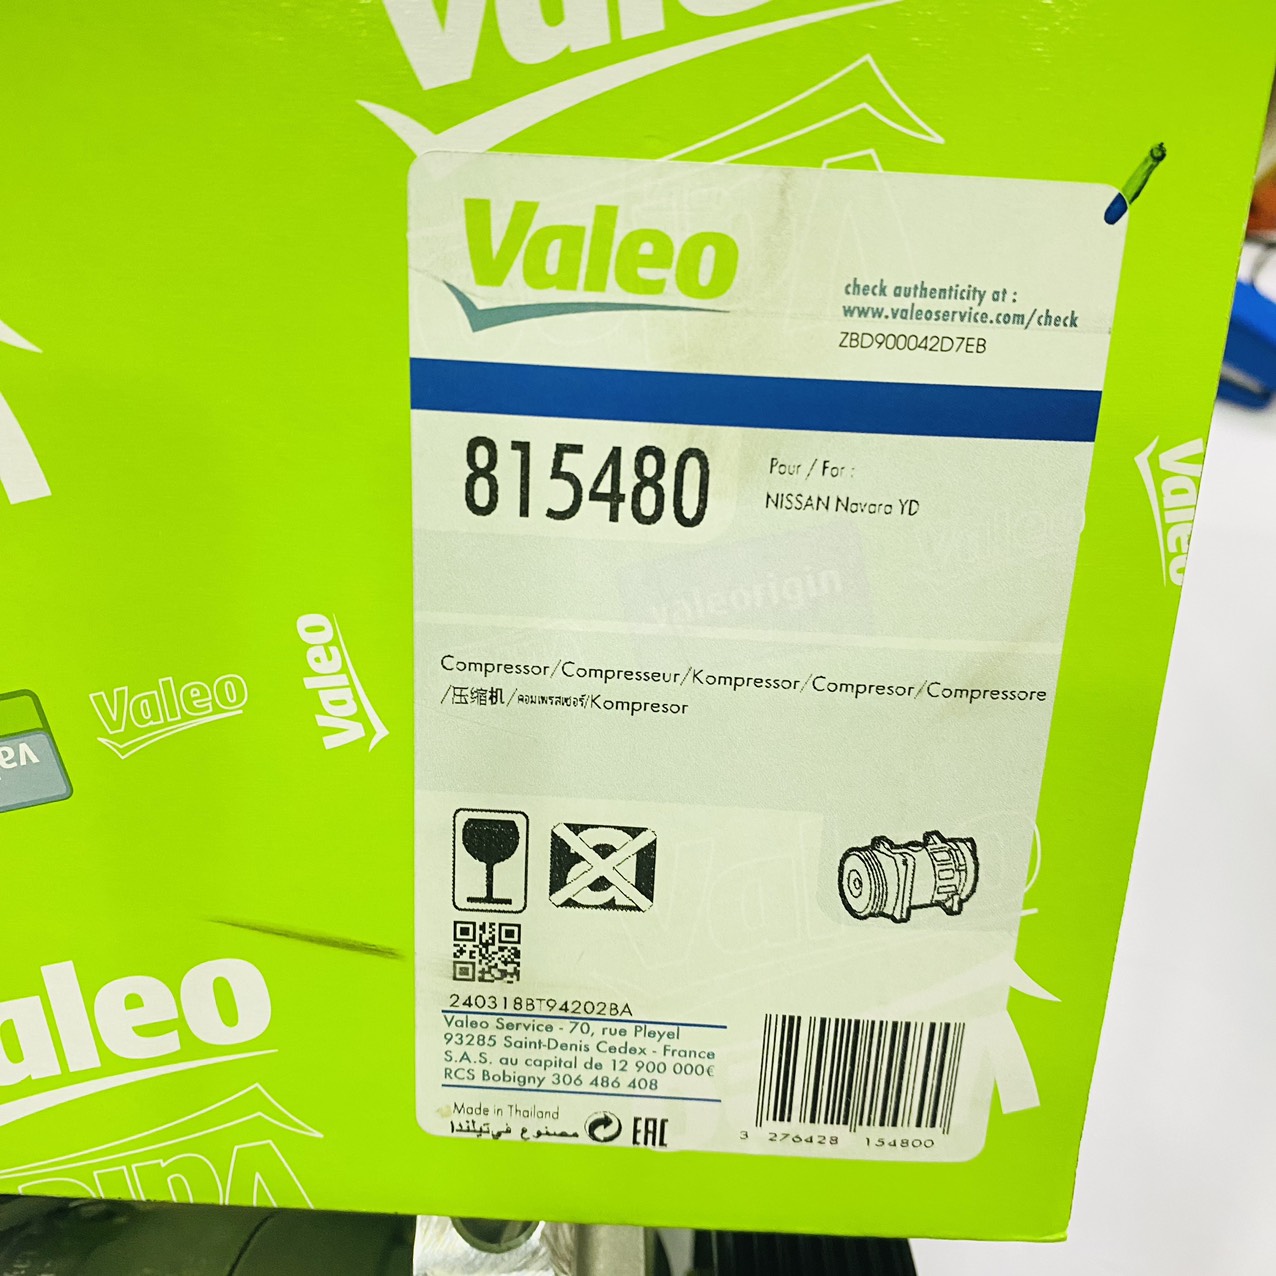 Valeo
Valeo
check authenticity at :
www.valeoservice.com/check
ZBD900042D7EB
815480
Pour / For :
NISSAN Navara YD
Valeo
valeorigin
Compressor/Compresseur/Kompressor/Compresor/Compressore
/压缩机/คอมเพรสเซอร์/Kompresor
Valeo
Valeo
240318BT94202BA
Valeo Service - 70, rue Pleyel
93285 Saint-Denis Cedex - France
S.A.S. au capital de 12 900 000€
RCS Bobigny 306 486 408
Made in Thailand
مصنوع في تيلندا
EAC
3 276428 154800
aleo